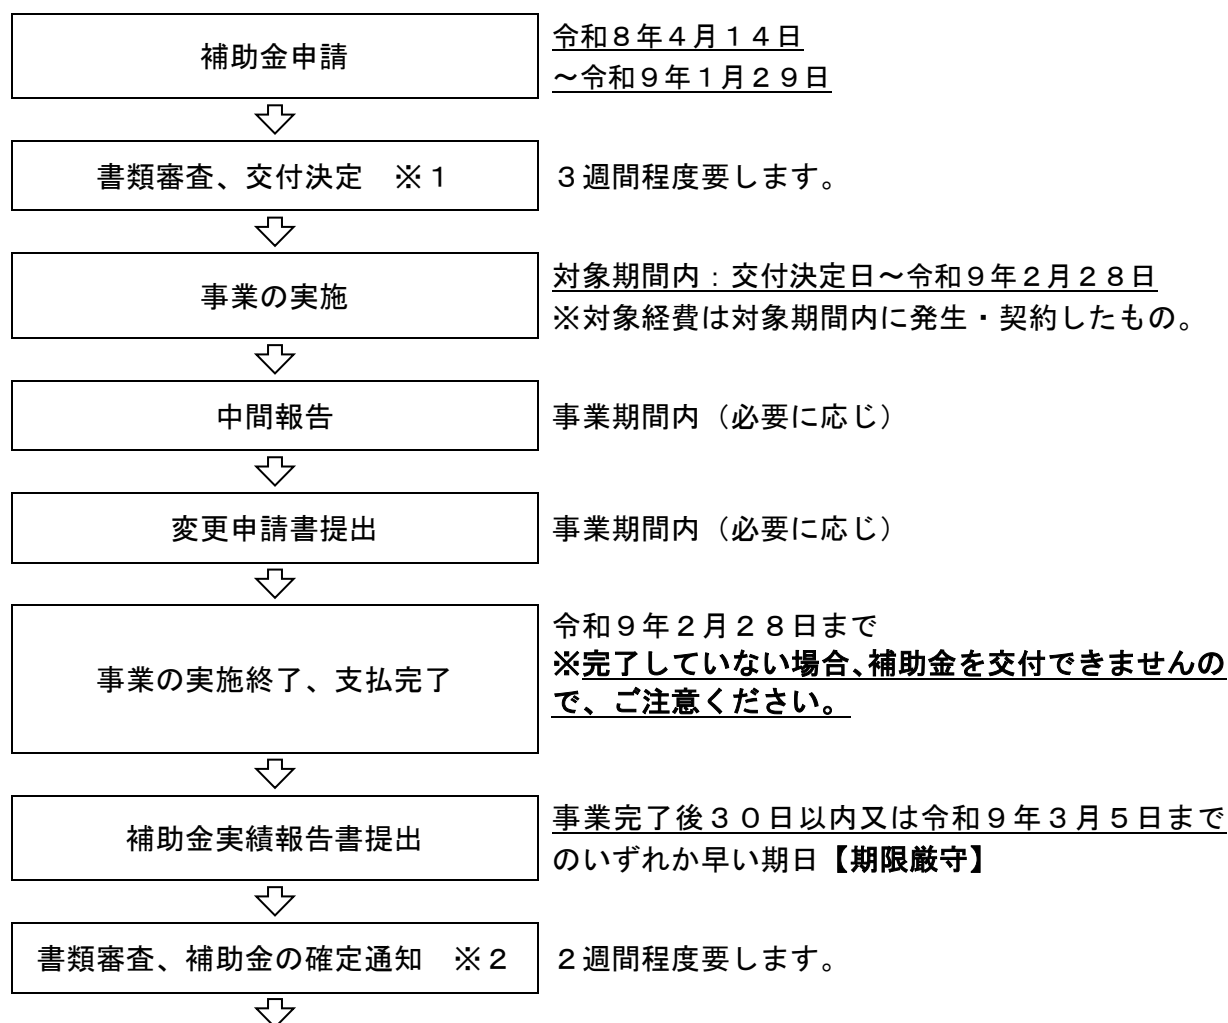 補助金申請
令和８年４月１４日
～令和９年１月２９日
書類審査、交付決定　※１
３週間程度要します。
事業の実施
対象期間内：交付決定日～令和９年２月２８日
※対象経費は対象期間内に発生・契約したもの。
中間報告
事業期間内（必要に応じ）
変更申請書提出
事業期間内（必要に応じ）
事業の実施終了、支払完了
令和９年２月２８日まで
※完了していない場合、補助金を交付できませんの
で、ご注意ください。
補助金実績報告書提出
事業完了後３０日以内又は令和９年３月５日まで
のいずれか早い期日【期限厳守】
書類審査、補助金の確定通知　※２
２週間程度要します。